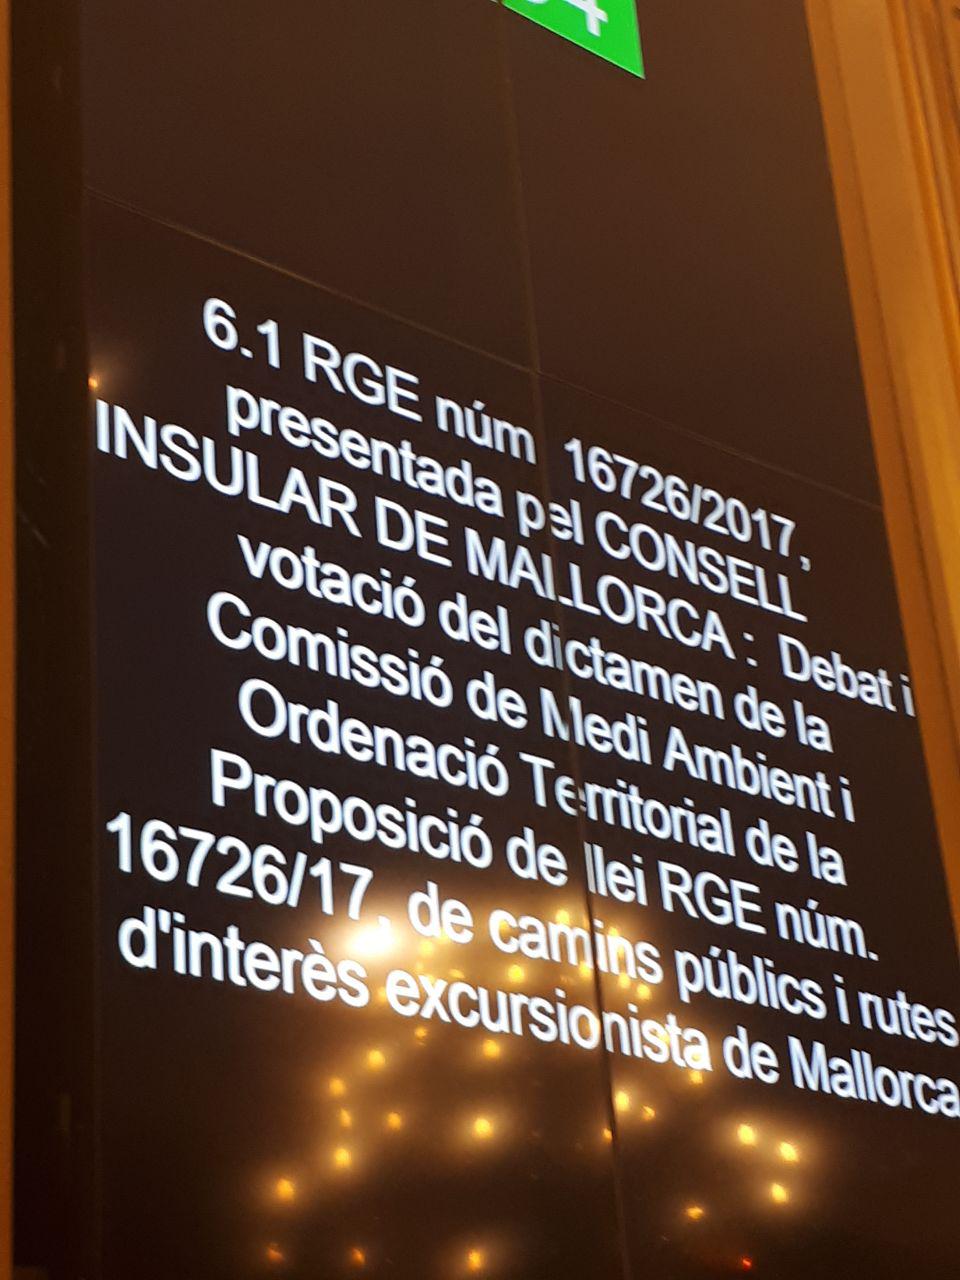 4
6.1 RGE núm 16726/2017,
presentada pel CONSELL
INSULAR DE MALLORCA : Debat i
votació del dictamen de la
Comissió de Medi Ambient i
Ordenació Territorial de la
Proposició de llei RGE núm.
16726/17, de camins públics i rutes
d'interès excursionista de Mallorca